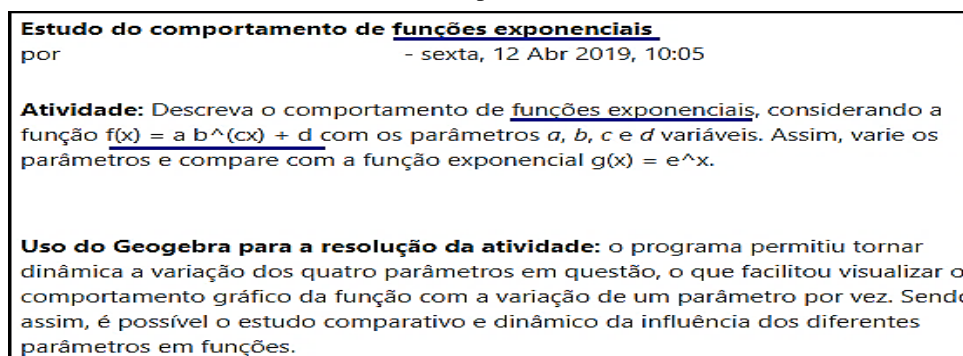 Estudo do comportamento de funções exponenciais
por - sexta, 12 Abr 2019, 10:05
Atividade: Descreva o comportamento de funções exponenciais, considerando a
função f(x) = a b^(cx) + d com os parâmetros a, b, c e d variáveis. Assim, varie os
parâmetros e compare com a função exponencial g(x) = e^x.
Uso do Geogebra para a resolução da atividade: o programa permitiu tornar
dinâmica a variação dos quatro parâmetros em questão, o que facilitou visualizar o
comportamento gráfico da função com a variação de um parâmetro por vez. Sendo
assim, é possível o estudo comparativo e dinâmico da influência dos diferentes
parâmetros em funções.